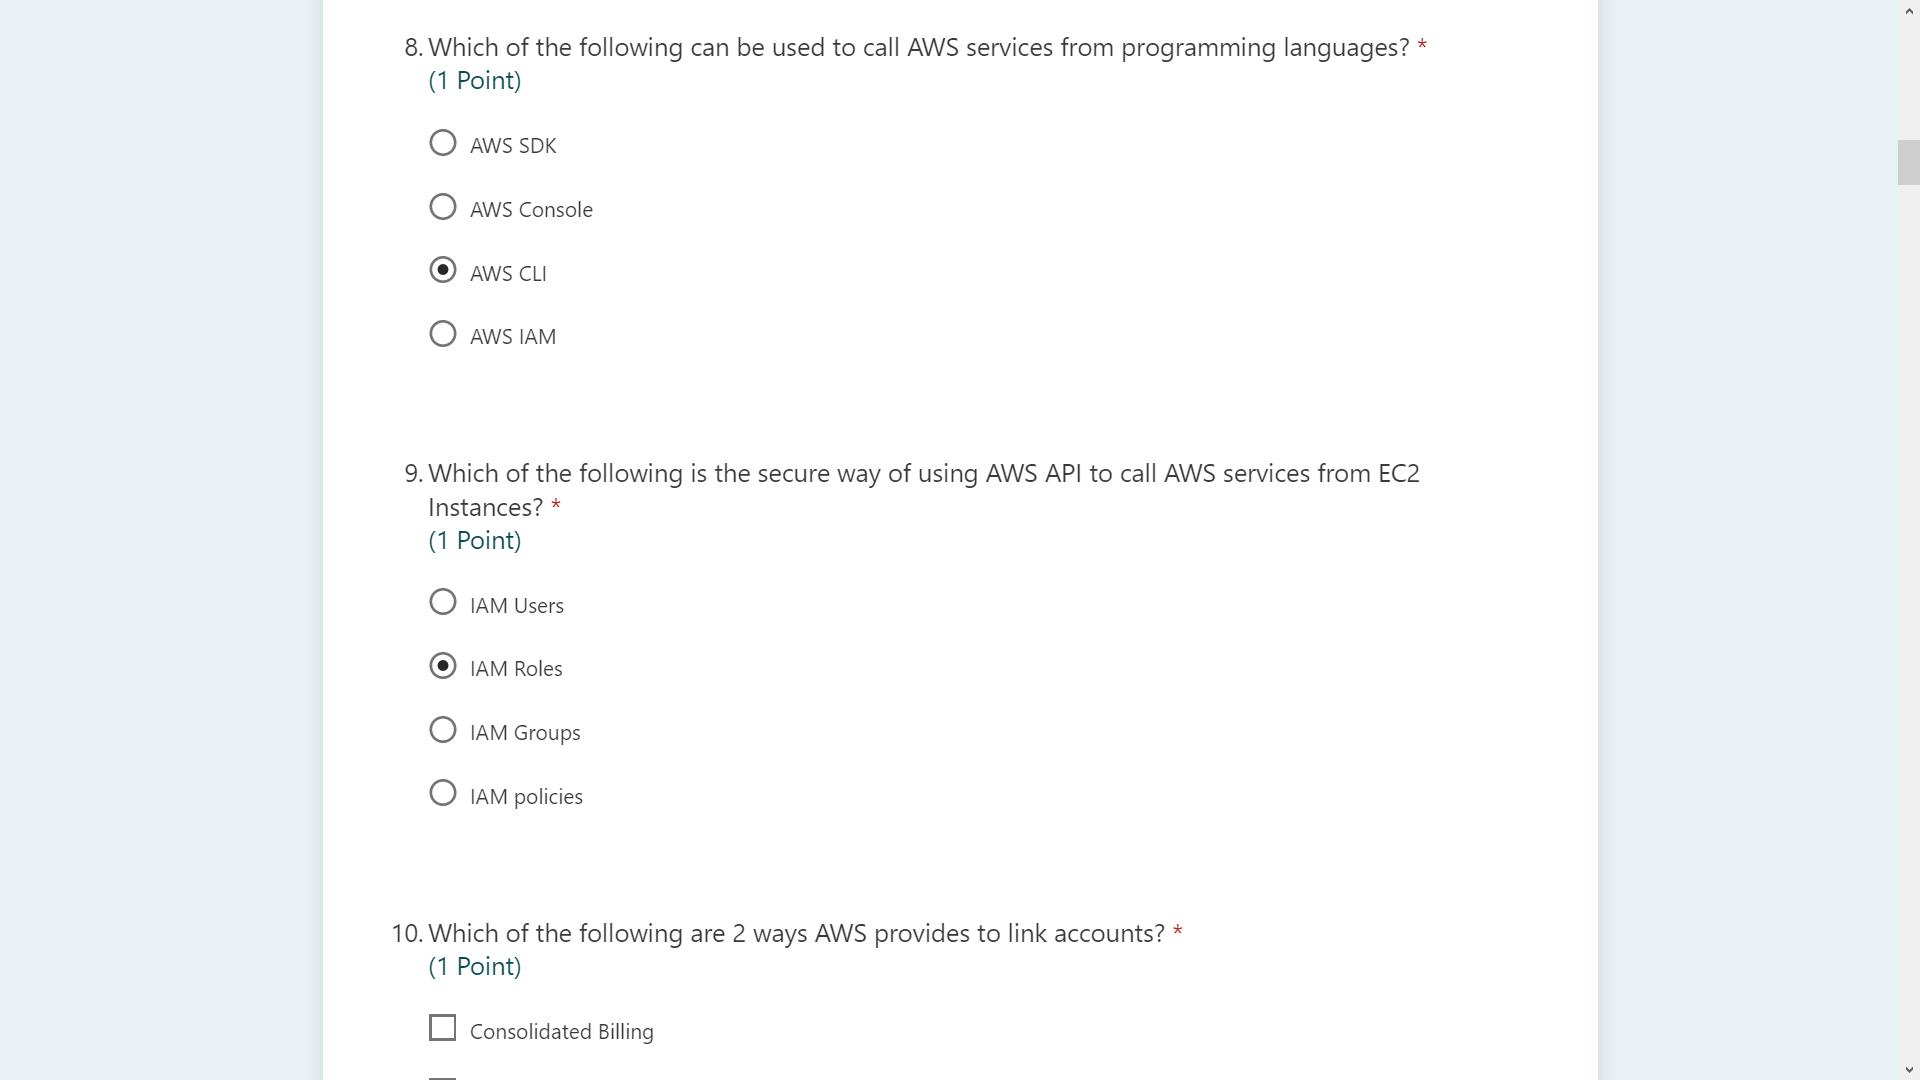 8. Which of the following can be used to call AWS services from programming languages? *
(1 Point)
AWS SDK
AWS Console
AWS CLI
AWS IAM
9. Which of the following is the secure way of using AWS API to call AWS services from EC2
Instances? *
(1 Point)
IAM Users
IAM Roles
IAM Groups
IAM policies
10. Which of the following are 2 ways AWS provides to link accounts? *
(1 Point)
Consolidated Billing